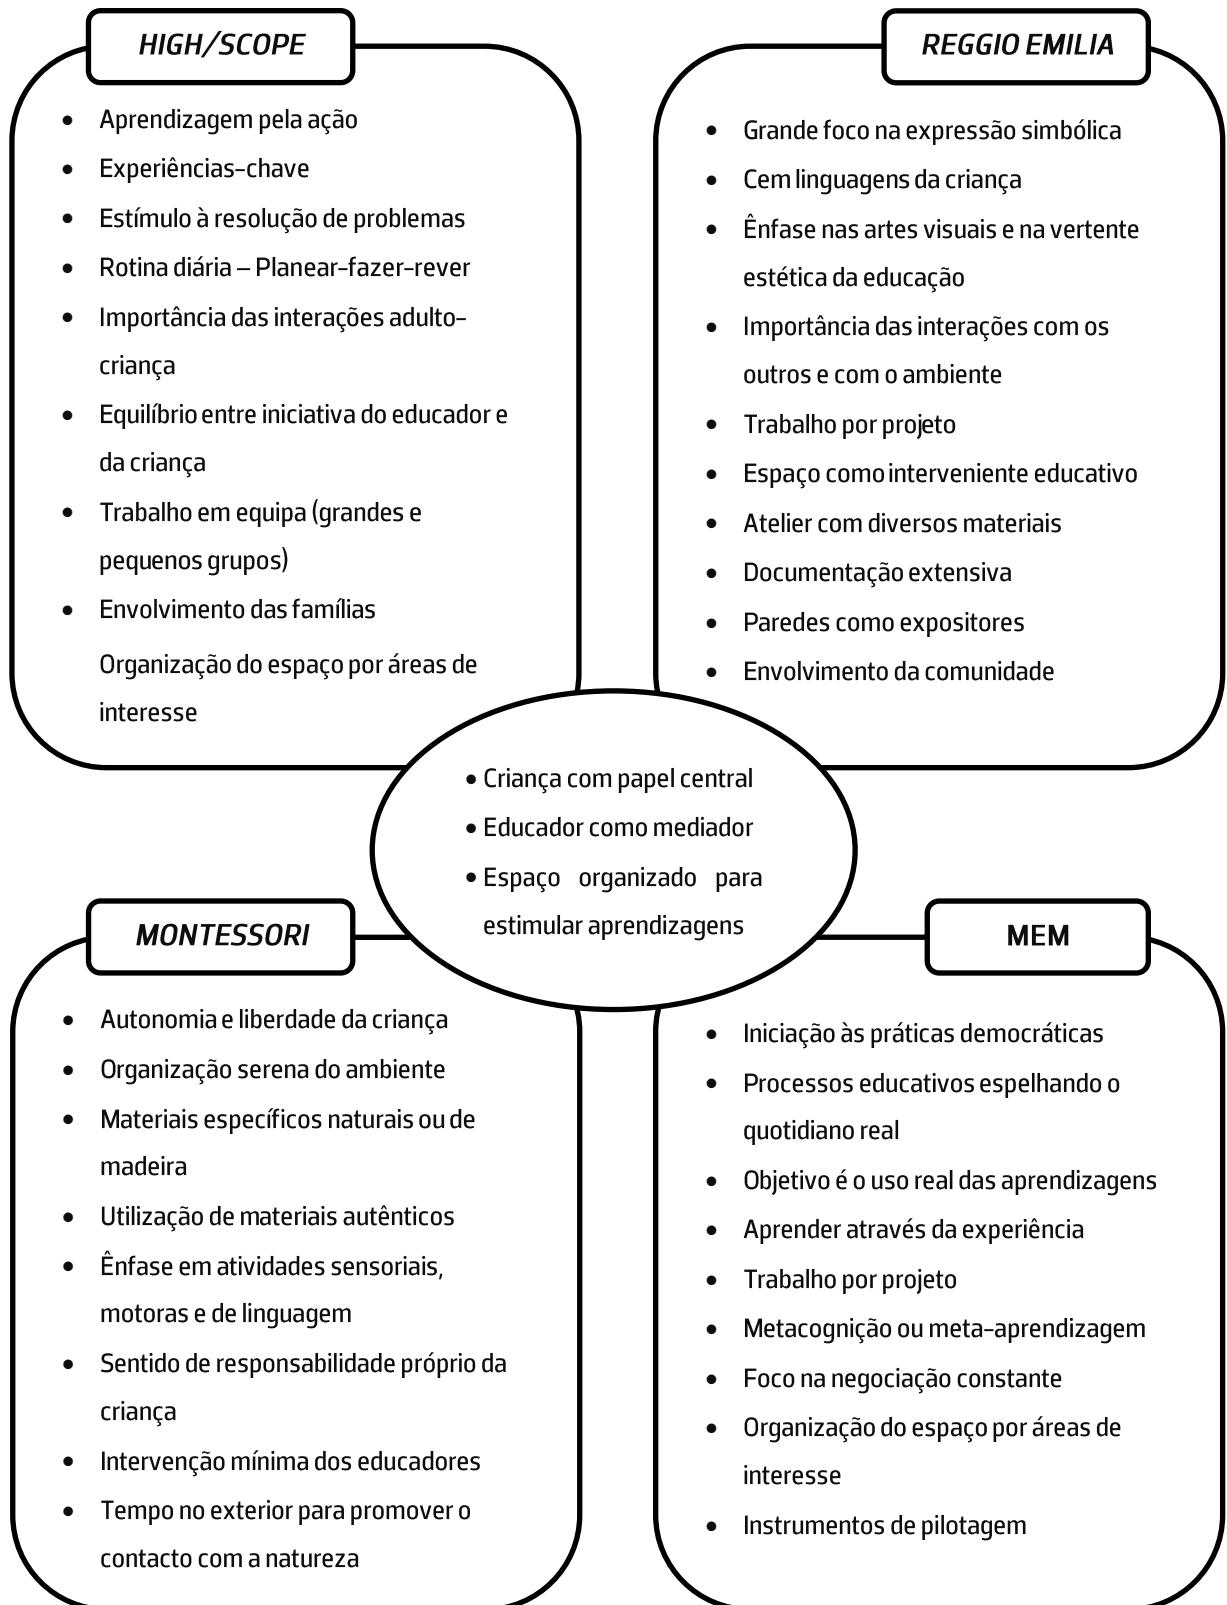 HIGH/SCOPE
• Aprendizagem pela ação
• Experiências-chave
• Estímulo à resolução de problemas
• Rotina diária – Planear-fazer-rever
• Importância das interações adulto-
criança
• Equilíbrio entre iniciativa do educador e
da criança
• Trabalho em equipa (grandes e
pequenos grupos)
• Envolvimento das famílias
Organização do espaço por áreas de
interesse
REGGIO EMILIA
• Grande foco na expressão simbólica
• Cem linguagens da criança
• Ênfase nas artes visuais e na vertente
estética da educação
• Importância das interações com os
outros e com o ambiente
• Trabalho por projeto
• Espaço como interveniente educativo
• Atelier com diversos materiais
• Documentação extensiva
• Paredes como expositores
• Envolvimento da comunidade
• Criança com papel central
• Educador como mediador
• Espaço organizado para
estimular aprendizagens
MONTESSORI
• Autonomia e liberdade da criança
• Organização serena do ambiente
• Materiais específicos naturais ou de
madeira
• Utilização de materiais autênticos
• Ênfase em atividades sensoriais,
motoras e de linguagem
• Sentido de responsabilidade próprio da
criança
• Intervenção mínima dos educadores
• Tempo no exterior para promover o
contacto com a natureza
MEM
• Iniciação às práticas democráticas
• Processos educativos espelhando o
quotidiano real
• Objetivo é o uso real das aprendizagens
• Aprender através da experiência
• Trabalho por projeto
• Metacognição ou meta-aprendizagem
• Foco na negociação constante
• Organização do espaço por áreas de
interesse
• Instrumentos de pilotagem